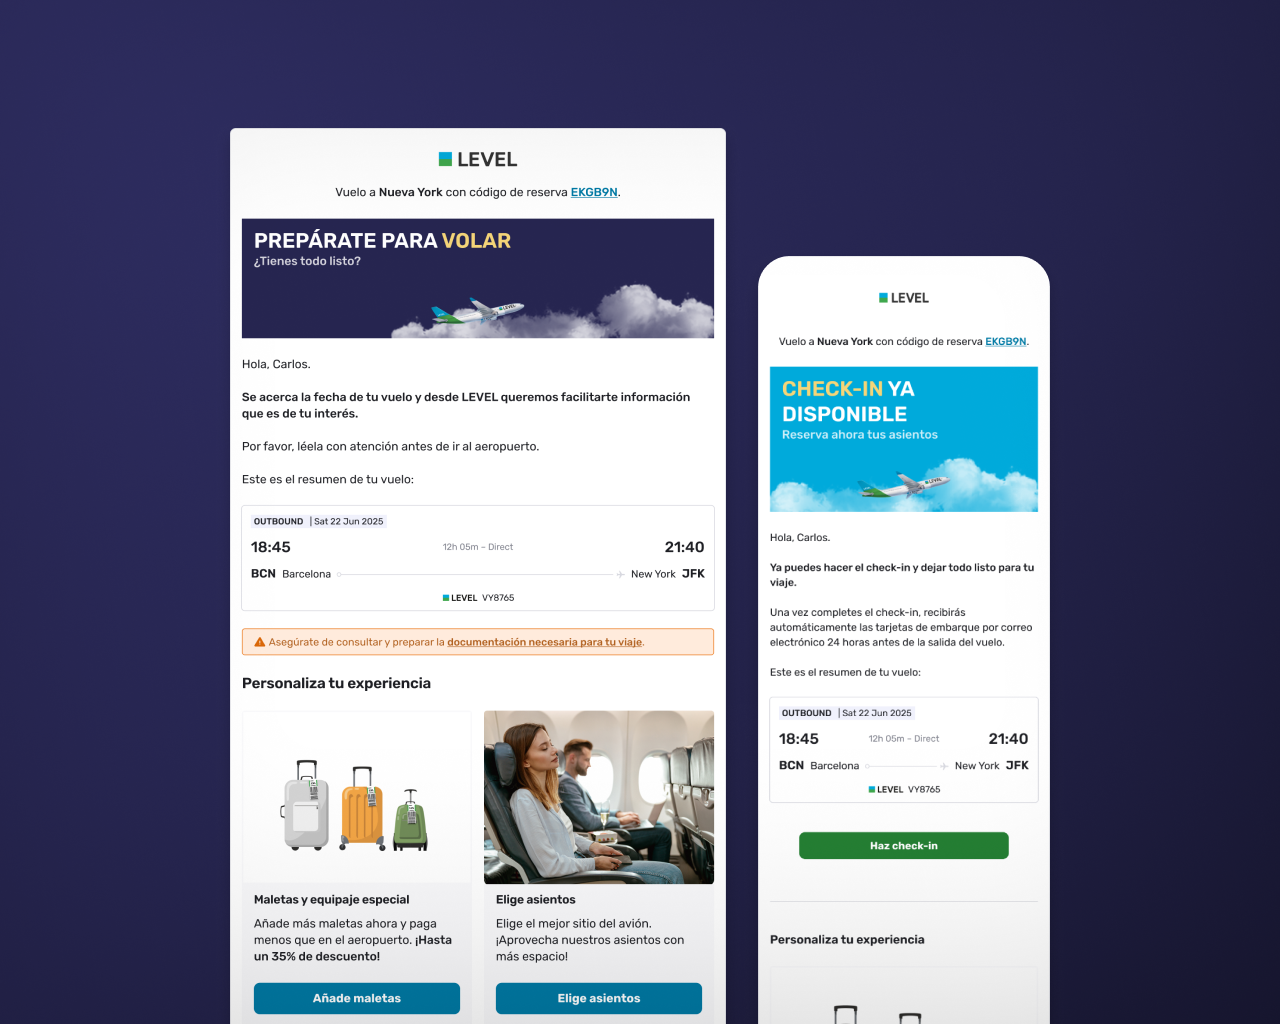 LEVEL
Vuelo a Nueva York con código de reserva EKGB9N.
PREPÁRATE PARA VOLAR
¿Tienes todo listo?
LEVEL
Hola, Carlos.
Se acerca la fecha de tu vuelo y desde LEVEL queremos facilitarte información
que es de tu interés.
Por favor, léela con atención antes de ir al aeropuerto.
Este es el resumen de tu vuelo:
OUTBOUND | Sat 22 Jun 2025
18:45 12h 05m – Direct 21:40
BCN Barcelona New York JFK
LEVEL VY8765
Asegúrate de consultar y preparar la documentación necesaria para tu viaje.
Personaliza tu experiencia
Maletas y equipaje especial
Añade más maletas ahora y paga
menos que en el aeropuerto. ¡Hasta
un 35% de descuento!
Añade maletas
Elige asientos
Elige el mejor sitio del avión.
¡Aprovecha nuestros asientos con
más espacio!
Elige asientos
LEVEL
Vuelo a Nueva York con código de reserva EKGB9N.
CHECK-IN YA
DISPONIBLE
Reserva ahora tus asientos
LEVEL
Hola, Carlos.
Ya puedes hacer el check-in y dejar todo listo para tu
viaje.
Una vez completes el check-in, recibirás
automáticamente las tarjetas de embarque por correo
electrónico 24 horas antes de la salida del vuelo.
Este es el resumen de tu vuelo:
OUTBOUND | Sat 22 Jun 2025
18:45 12h 05m – Direct 21:40
BCN Barcelona New York JFK
LEVEL VY8765
Haz check-in
Personaliza tu experiencia